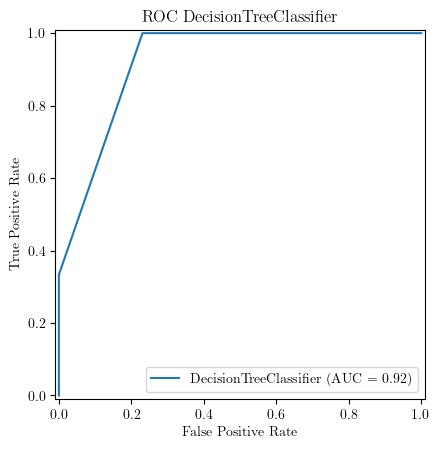 ROC DecisionTreeClassifier
1.0
0.8
0.6
0.4
0.2
0.0
True Positive Rate
DecisionTreeClassifier (AUC = 0.92)
0.0 0.2 0.4 0.6 0.8 1.0
False Positive Rate